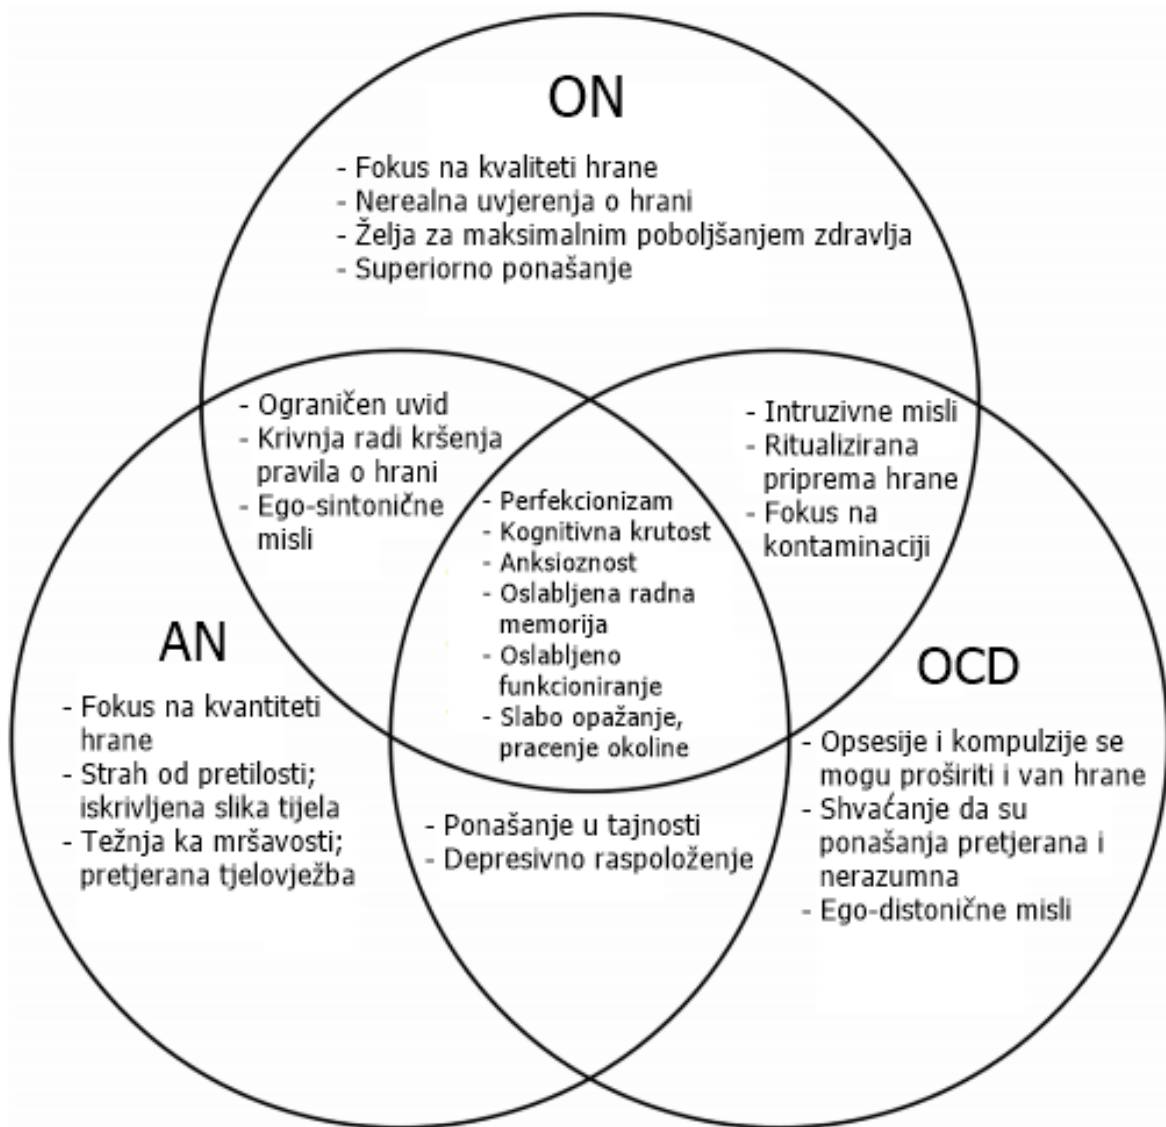 ON
- Fokus na kvaliteti hrane
- Nerealna uvjerenja o hrani
- Želja za maksimalnim poboljšanjem zdravlja
- Superiorno ponašanje
- Ograničen uvid
- Krivnja radi kršenja
pravila o hrani
- Ego-sintonične
misli
- Intruzivne misli
- Ritualizirana
priprema hrane
- Fokus na
kontaminaciji
- Perfekcionizam
- Kognitivna krutost
- Anksioznost
- Oslabljena radna
memorija
- Oslabljeno
funkcioniranje
- Slabo opažanje,
pracenje okoline
AN
- Fokus na kvantiteti
hrane
- Strah od pretilosti;
iskrivljena slika tijela
- Težnja ka mršavosti;
pretjerana tjelovježba
OCD
- Opsesije i kompulzije se
mogu proširiti i van hrane
- Shvaćanje da su
ponašanja pretjerana i
nerazumna
- Ego-distonične misli
- Ponašanje u tajnosti
- Depresivno raspoloženje